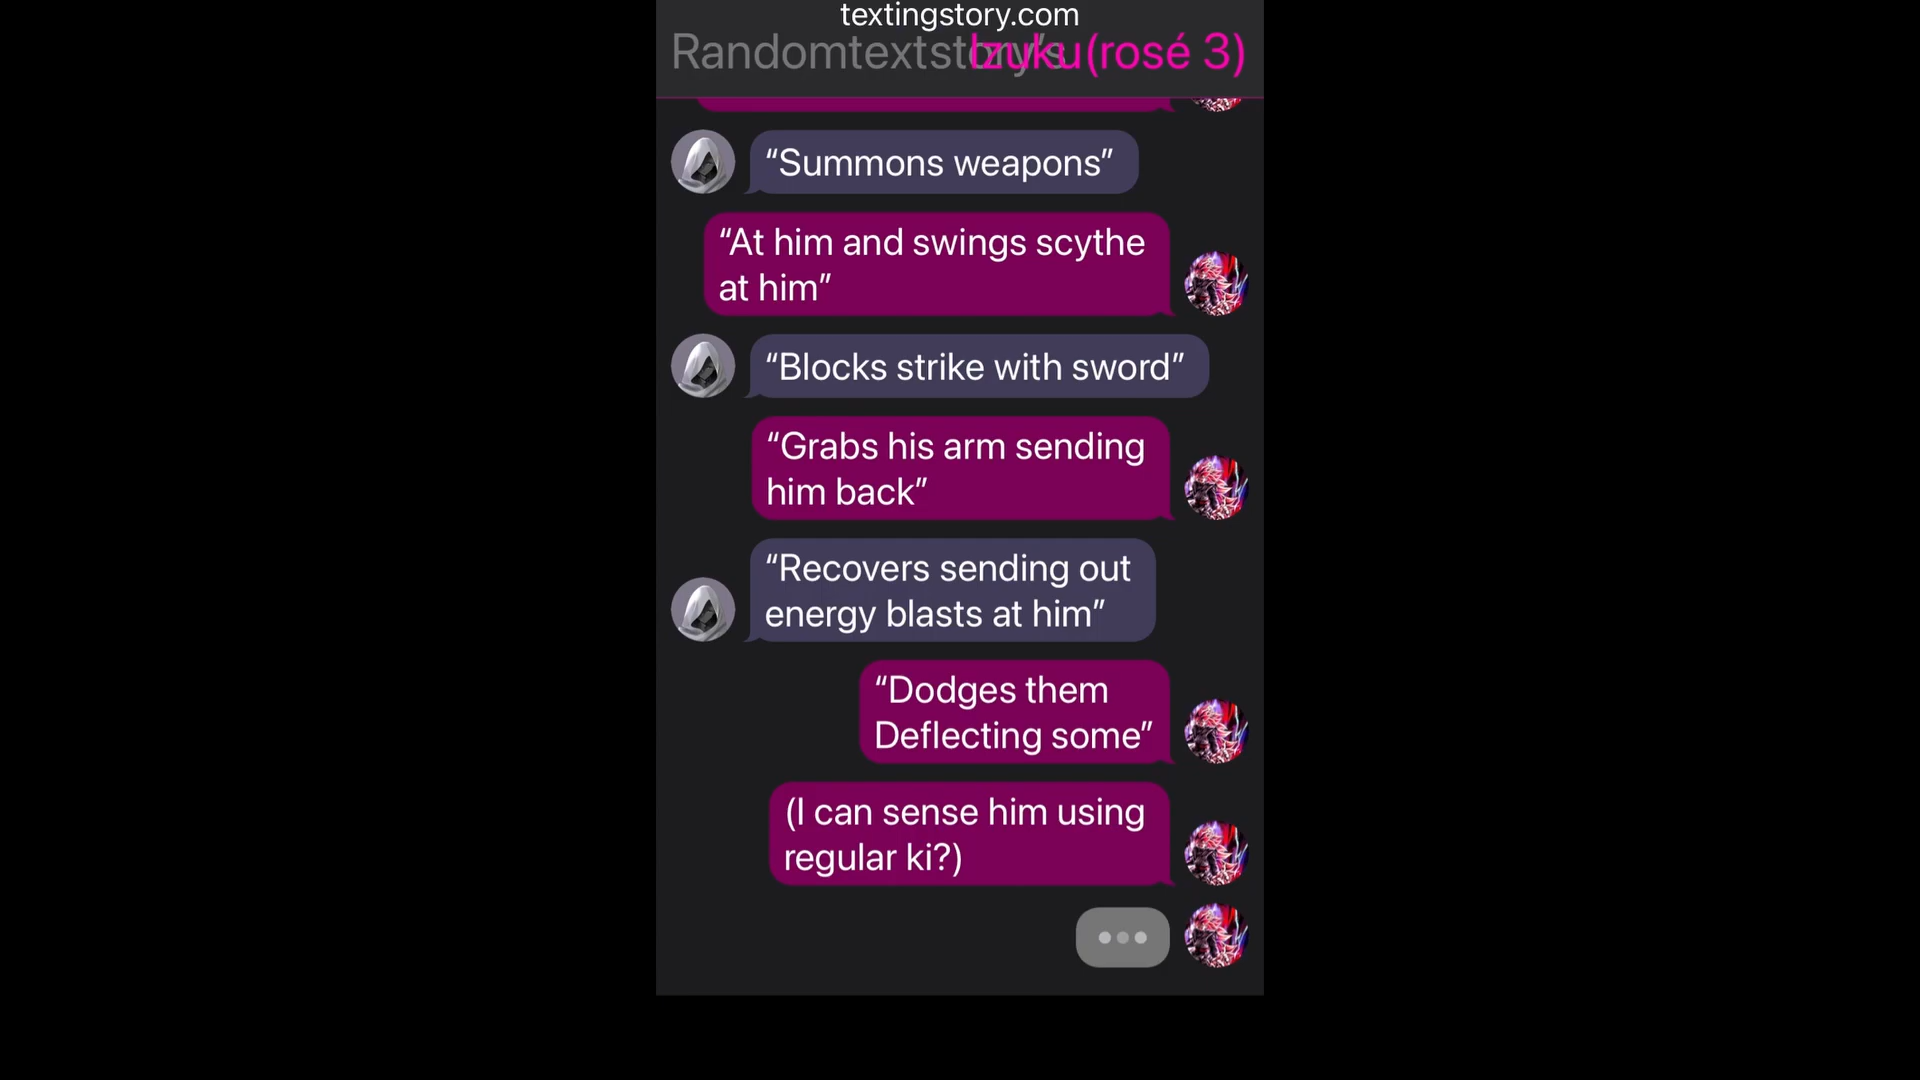 textingstory.com
Randomtextstory's
Izuku(rosé 3)
“Summons weapons”
“At him and swings scythe
at him”
“Blocks strike with sword”
“Grabs his arm sending
him back”
“Recovers sending out
energy blasts at him”
“Dodges them
Deflecting some”
(I can sense him using
regular ki?)